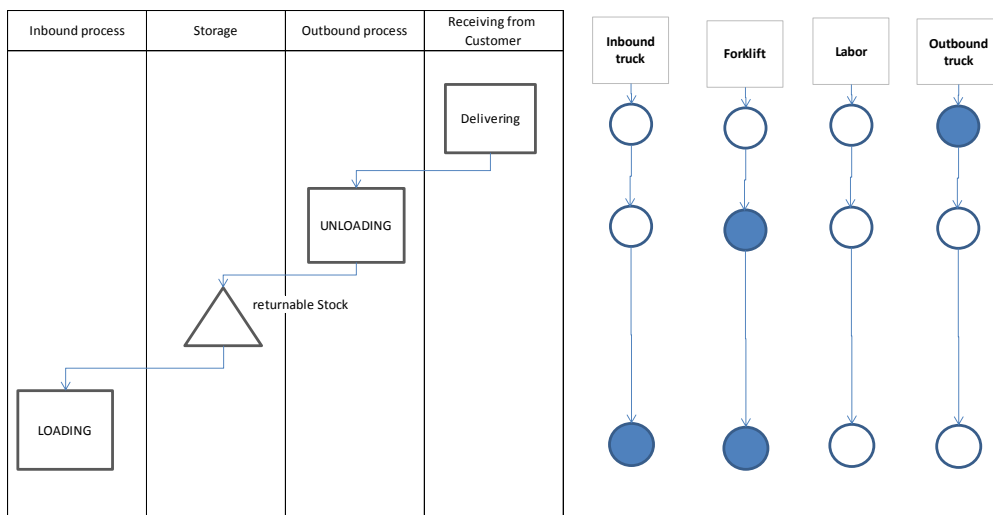 Inbound process
Storage
Outbound process
Receiving from
Customer
Inbound
truck
Forklift
Labor
Outbound
truck
Delivering
UNLOADING
returnable Stock
LOADING